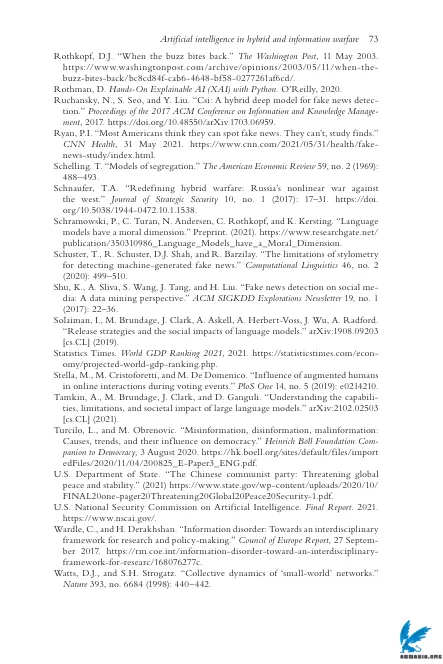 Artificial intelligence in hybrid and information warfare 73
Rothkopf, D.J. “When the buzz bites back.” The Washington Post, 11 May 2003.
https://www.washingtonpost.com/archive/opinions/2003/05/11/when-the-
buzz-bites-back/bc8cd84f-cab6-4648-bf58-0277261af6cd/.
Rothman, D. Hands-On Explainable AI (XAI) with Python. O’Reilly, 2020.
Ruchansky, N., S. Seo, and Y. Liu. “Csi: A hybrid deep model for fake news detec-
tion.” Proceedings of the 2017 ACM Conference on Information and Knowledge Manage-
ment, 2017. https://doi.org/10.48550/arXiv.1703.06959.
Ryan, P.I. “Most Americans think they can spot fake news. They can’t, study finds.”
CNN Health, 31 May 2021. https://www.cnn.com/2021/05/31/health/fake-
news-study/index.html.
Schelling, T. “Models of segregation.” The American Economic Review 59, no. 2 (1969):
488–493.
Schnaufer, T.A. “Redefining hybrid warfare: Russia’s nonlinear war against
the west.” Journal of Strategic Security 10, no. 1 (2017): 17–31. https://doi.
org/10.5038/1944-0472.10.1.1538.
Schramowski, P., C. Turan, N. Andersen, C. Rothkopf, and K. Kersting. “Language
models have a moral dimension.” Preprint. (2021). https://www.researchgate.net/
publication/350310986_Language_Models_have_a_Moral_Dimension.
Schuster, T., R. Schuster, D.J. Shah, and R. Barzilay. “The limitations of stylometry
for detecting machine-generated fake news.” Computational Linguistics 46, no. 2
(2020): 499–510.
Shu, K., A. Sliva, S. Wang, J. Tang, and H. Liu. “Fake news detection on social me-
dia: A data mining perspective.” ACM SIGKDD Explorations Newsletter 19, no. 1
(2017): 22–36.
Solaiman, I., M. Brundage, J. Clark, A. Askell, A. Herbert-Voss, J. Wu, A. Radford.
“Release strategies and the social impacts of language models.” arXiv:1908.09203
[cs.CL] (2019).
Statistics Times. World GDP Ranking 2021, 2021. https://statisticstimes.com/econ-
omy/projected-world-gdp-ranking.php.
Stella, M., M. Cristoforetti, and M. De Domenico. “Influence of augmented humans
in online interactions during voting events.” PloS One 14, no. 5 (2019): e0214210.
Tamkin, A., M. Brundage, J. Clark, and D. Ganguli. “Understanding the capabili-
ties, limitations, and societal impact of large language models.” arXiv:2102.02503
[cs.CL] (2021).
Turcilo, L., and M. Obrenovic. “Misinformation, disinformation, malinformation:
Causes, trends, and their influence on democracy.” Heinrich Böll Foundation Com-
panion to Democracy, 3 August 2020. https://hk.boell.org/sites/default/files/import
edFiles/2020/11/04/200825_E-Paper3_ENG.pdf.
U.S. Department of State. “The Chinese communist party: Threatening global
peace and stability.” (2021) https://www.state.gov/wp-content/uploads/2020/10/
FINAL20one-pager20Threatening20Global20Peace20Security-1.pdf.
U.S. National Security Commission on Artificial Intelligence. Final Report. 2021.
https://www.nscai.gov/.
Wardle, C., and H. Derakhshan. “Information disorder: Towards an interdisciplinary
framework for research and policy-making.” Council of Europe Report, 27 Septem-
ber 2017. https://rm.coe.int/information-disorder-toward-an-interdisciplinary-
framework-for-researc/168076277c.
Watts, D.J., and S.H. Strogatz. “Collective dynamics of ‘small-world’ networks.”
Nature 393, no. 6684 (1998): 440–442.